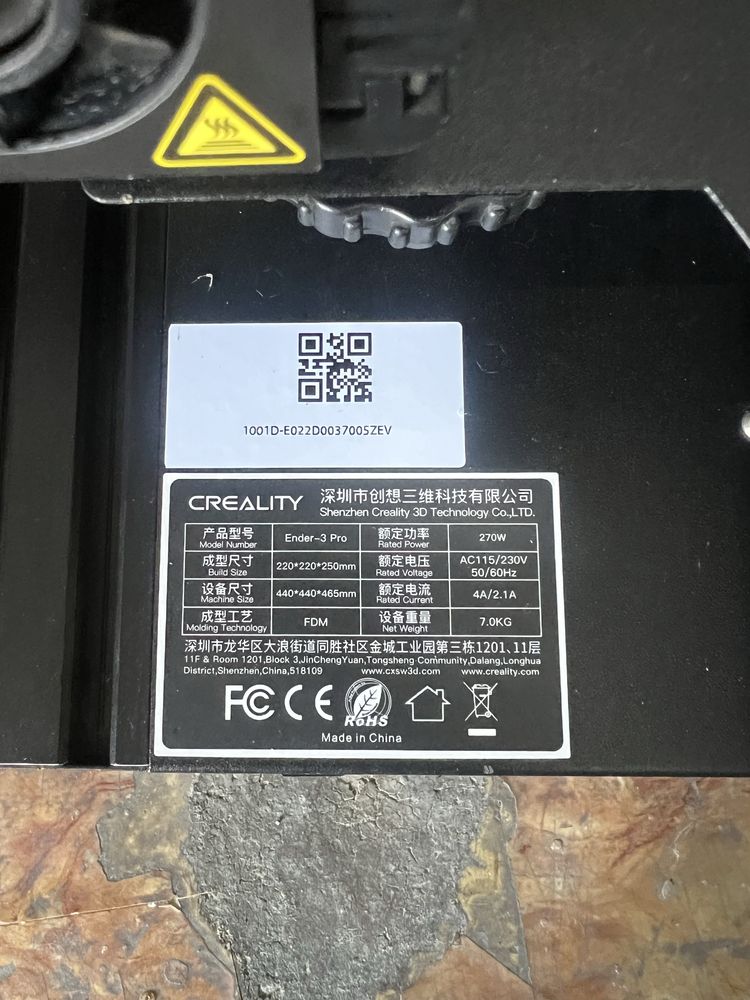 1001D-E022D003700SZEV
CREALITY 深圳市创想三维科技有限公司
Shenzhen Creality 3D Technology Co.,LTD.
产品型号 Ender-3 Pro 额定功率 270W
Model Number Rated Power
成型尺寸 220*220*250mm 额定电压 AC115/230V
Build Size Rated Voltage 50/60Hz
设备尺寸 440*440*465mm 额定电流 4A/2.1A
Machine Size Rated Current
成型工艺 FDM 设备重量 7.0KG
Molding Technology Net Weight
深圳市龙华区大浪街道同胜社区金城工业园第三栋1201、11层
11F & Room 1201,Block 3,JinChengYuan,Tongsheng Community,Dalang,Longhua
District,Shenzhen,China,518109 www.cxsw3d.com www.creality.com
FC CE RoHS
Made in China